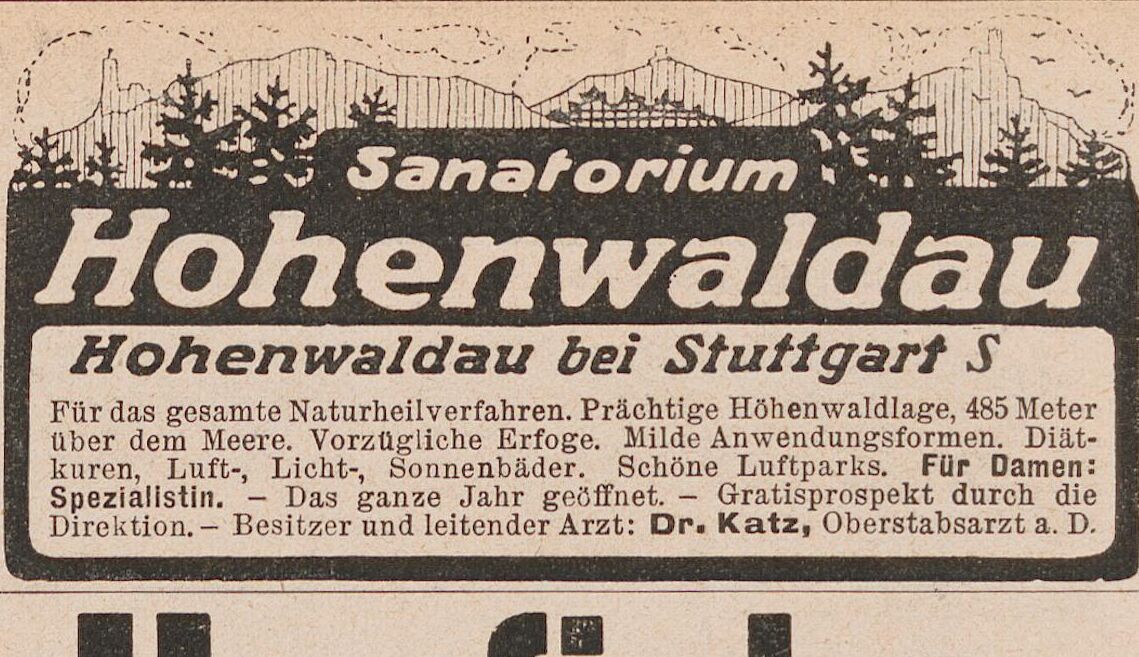 Sanatorium
Hohenwaldau
Hohenwaldau bei Stuttgart S
Für das gesamte Naturheilverfahren. Prächtige Höhenwaldlage, 485 Meter
über dem Meere. Vorzügliche Erfoge. Milde Anwendungsformen. Diät-
kuren, Luft-, Licht-, Sonnenbäder. Schöne Luftparks. Für Damen:
Spezialistin. — Das ganze Jahr geöffnet. — Gratisprospekt durch die
Direktion. — Besitzer und leitender Arzt: Dr. Katz, Oberstabsarzt a. D.